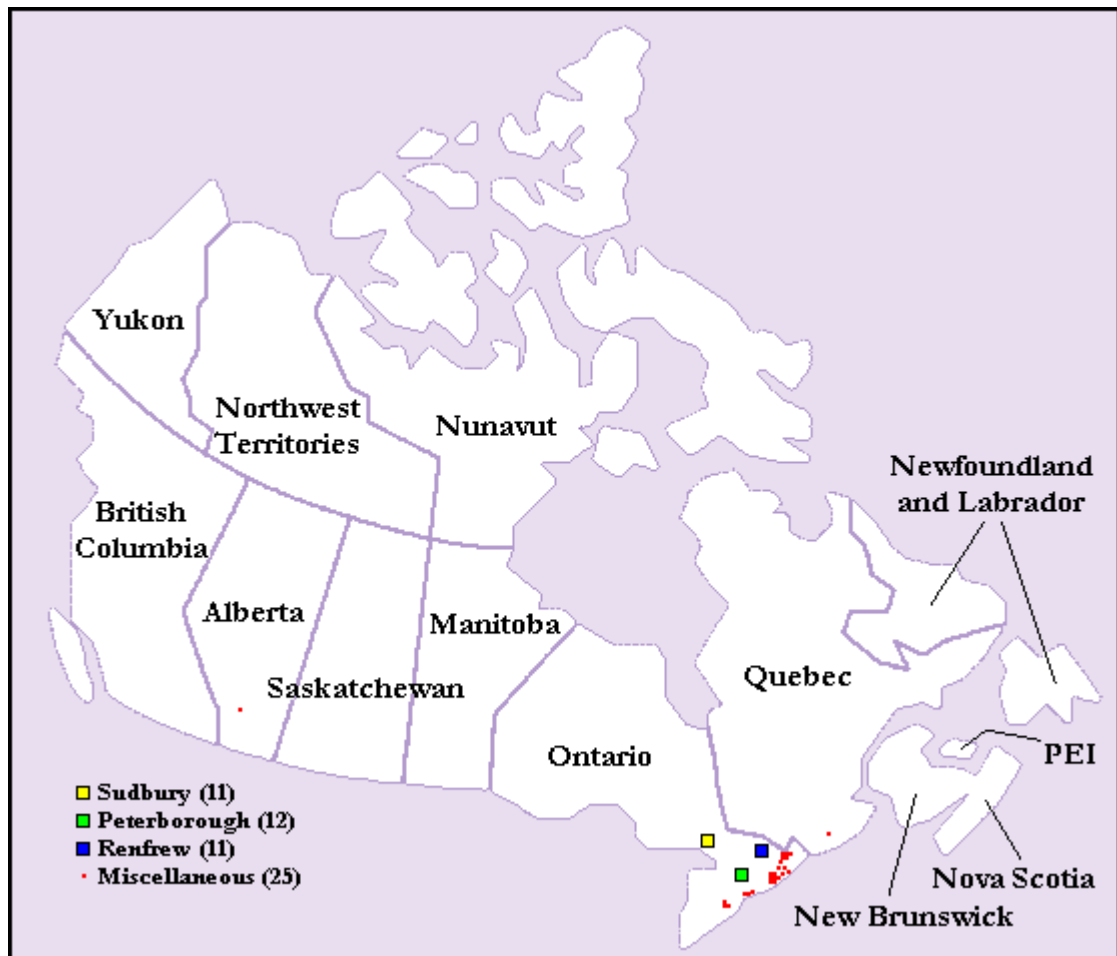 Yukon
Northwest
Territories
Nunavut
Newfoundland
and Labrador
British
Columbia
Alberta
Manitoba
Saskatchewan
Quebec
Ontario
PEI
Sudbury (11)
Peterborough (12)
Renfrew (11)
Miscellaneous (25)
Nova Scotia
New Brunswick